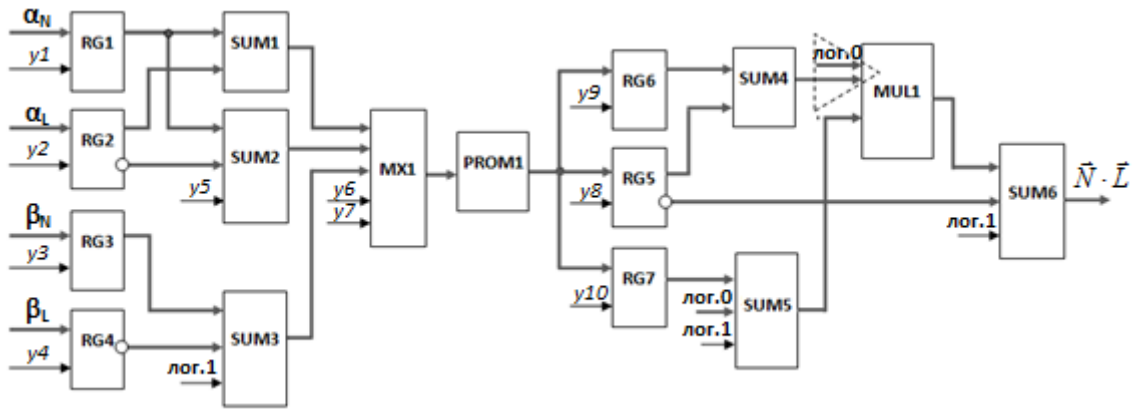 αN
y1
RG1
SUM1
αL
y2
RG2
SUM2
y5
βN
y3
RG3
βL
y4
RG4
SUM3
лог.1
MX1
y6
y7
PROM1
y9
RG6
SUM4
y8
RG5
y10
RG7
лог.0
лог.1
SUM5
лог.0
MUL1
SUM6
лог.1
N⃗ · L⃗